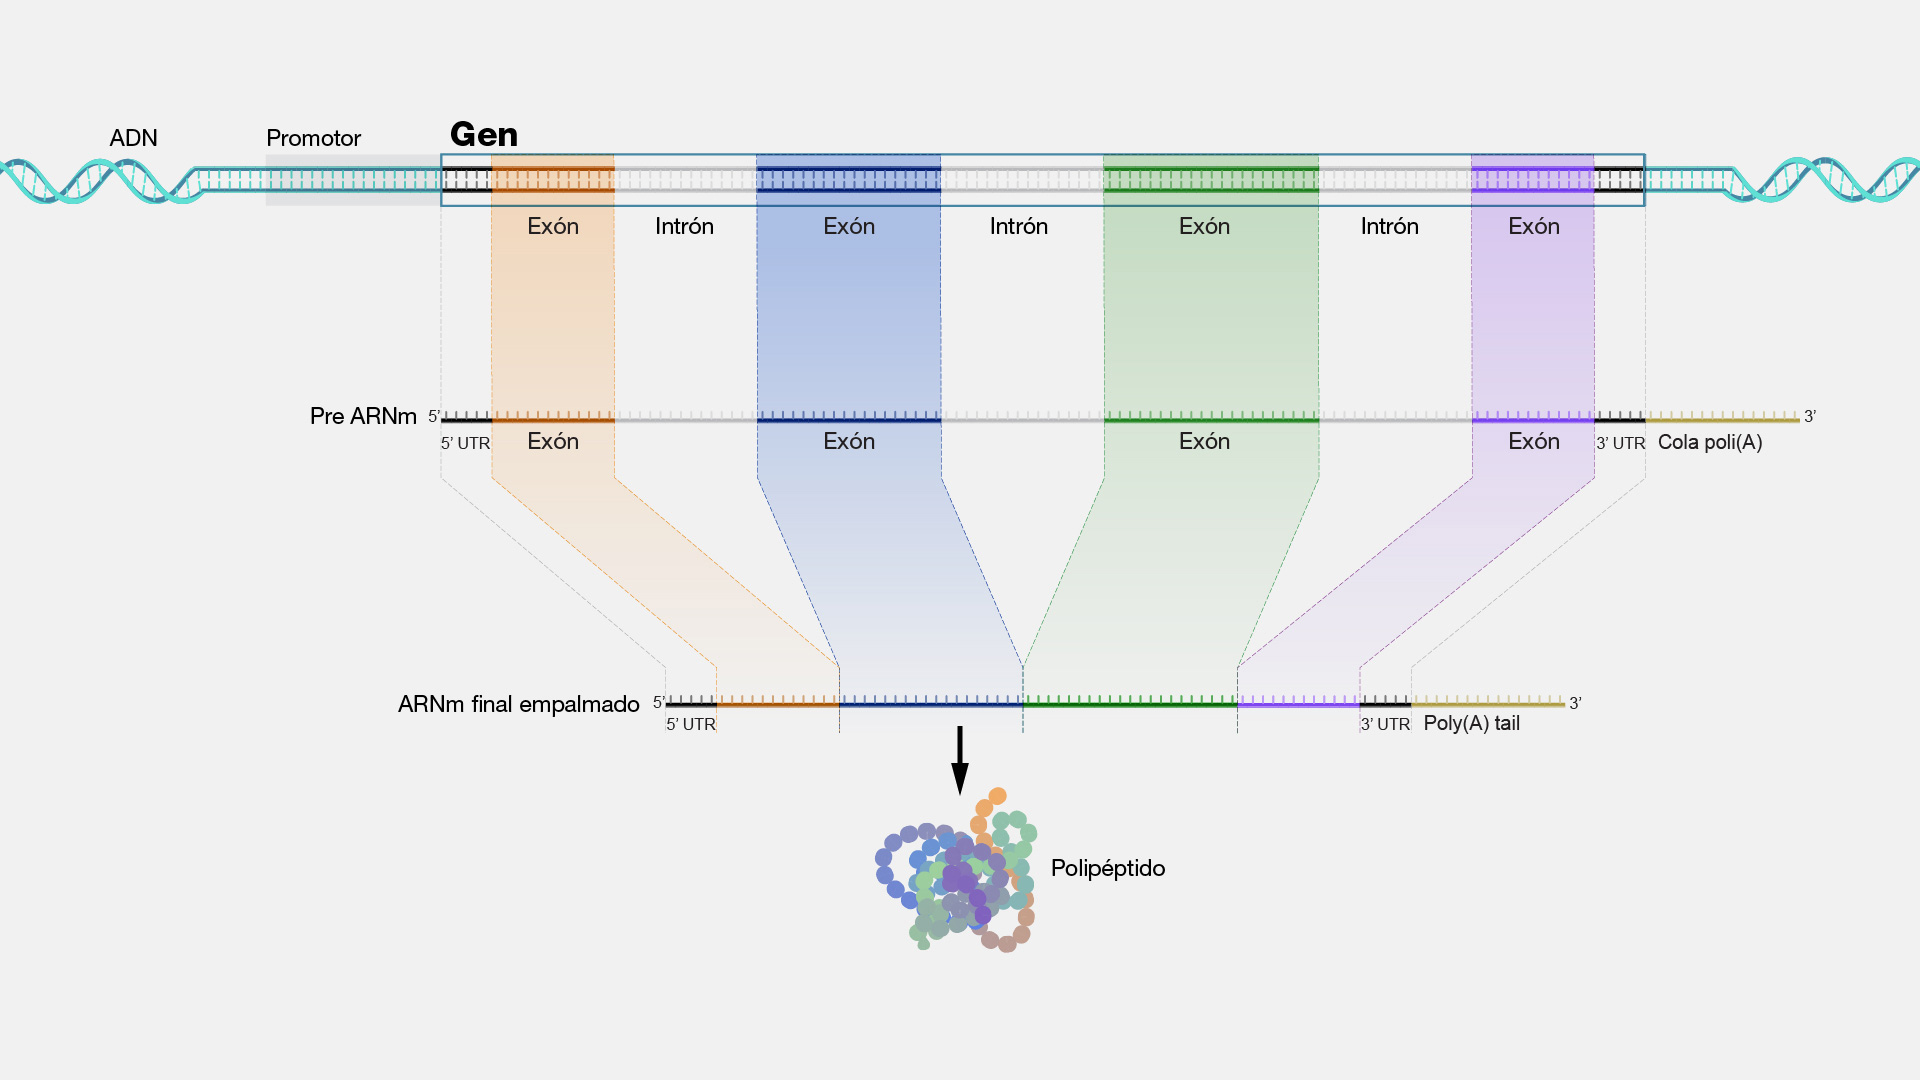 ADN
Promotor
Gen
Exón
Intrón
Exón
Intrón
Exón
Intrón
Exón
Pre ARNm
5’
3’
5’ UTR
Exón
Exón
Exón
Exón
3’ UTR
Cola poli(A)
ARNm final empalmado
5’
3’
5’ UTR
3’ UTR
Poly(A) tail
Polipéptido